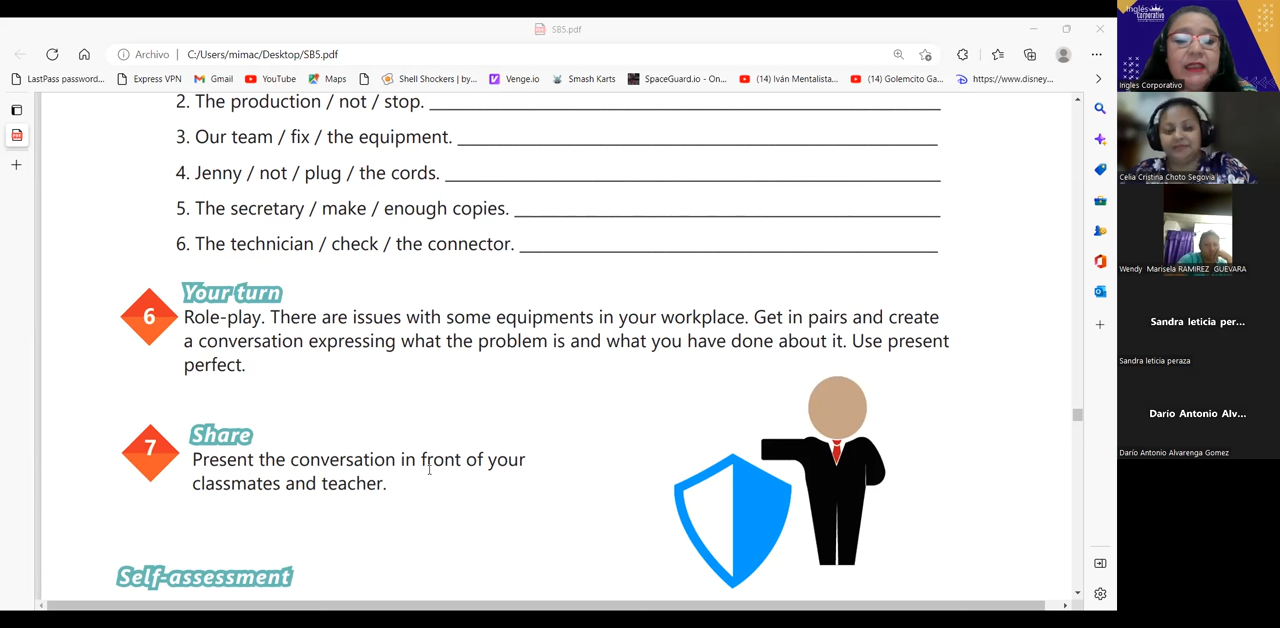 SB5.pdf
Archivo
C:/Users/mimac/Desktop/SB5.pdf
LastPass password...
Express VPN
Gmail
YouTube
Maps
Shell Shockers | by...
Venge.io
Smash Karts
SpaceGuard.io - On...
(14) Iván Mentalista...
(14) Golemcito Ga...
https://www.disney...
2. The production / not / stop.
3. Our team / fix / the equipment.
4. Jenny / not / plug / the cords.
5. The secretary / make / enough copies.
6. The technician / check / the connector.
6
Your turn
Role-play. There are issues with some equipments in your workplace. Get in pairs and create
a conversation expressing what the problem is and what you have done about it. Use present
perfect.
7
Share
Present the conversation in front of your
classmates and teacher.
Self-assessment
Inglés
Corporativo
Ingles Corporativo
Celia Cristina Choto Segovia
Wendy Marisela RAMIREZ GUEVARA
Sandra leticia per...
Sandra leticia peraza
Darío Antonio Alv...
Darío Antonio Alvarenga Gomez